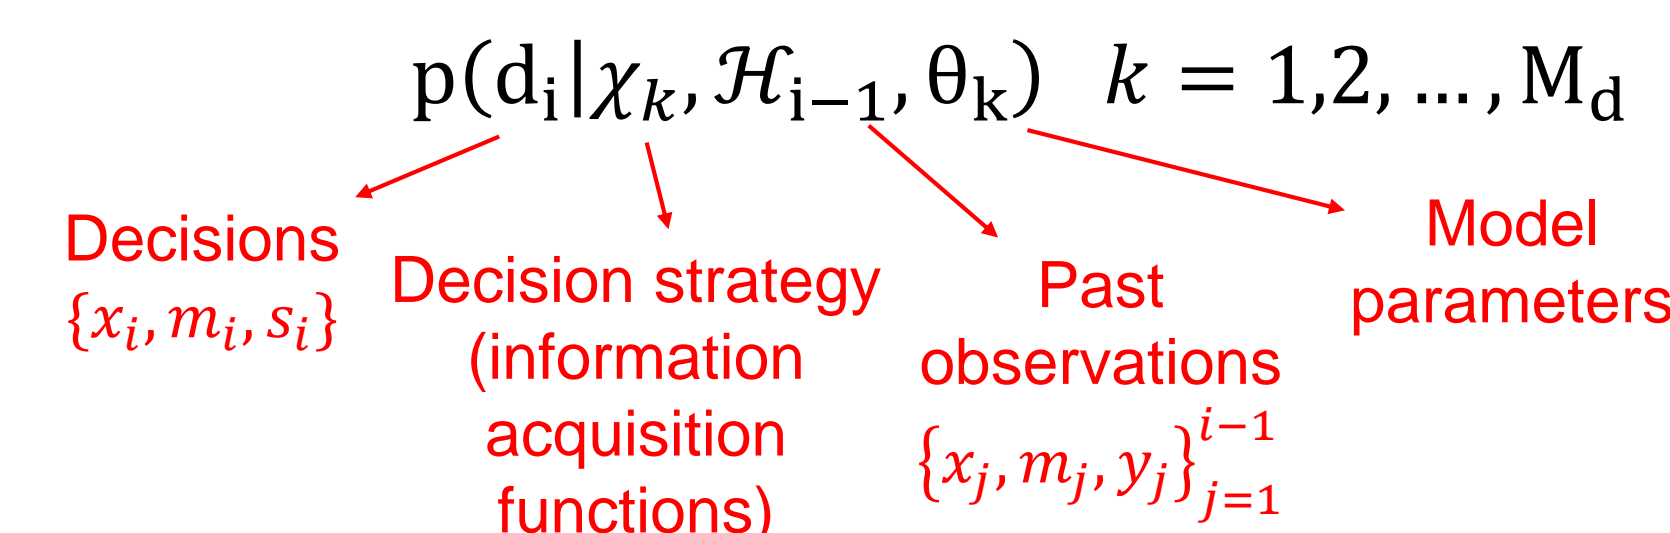 p(dᵢ|χₖ, ℋᵢ₋₁, θₖ) k = 1,2, … , M_d
Decisions
{xᵢ, mᵢ, sᵢ}
Decision strategy
(information
acquisition
functions)
Past
observations
{xⱼ, mⱼ, yⱼ}ⱼ₌₁ⁱ⁻¹
Model
parameters